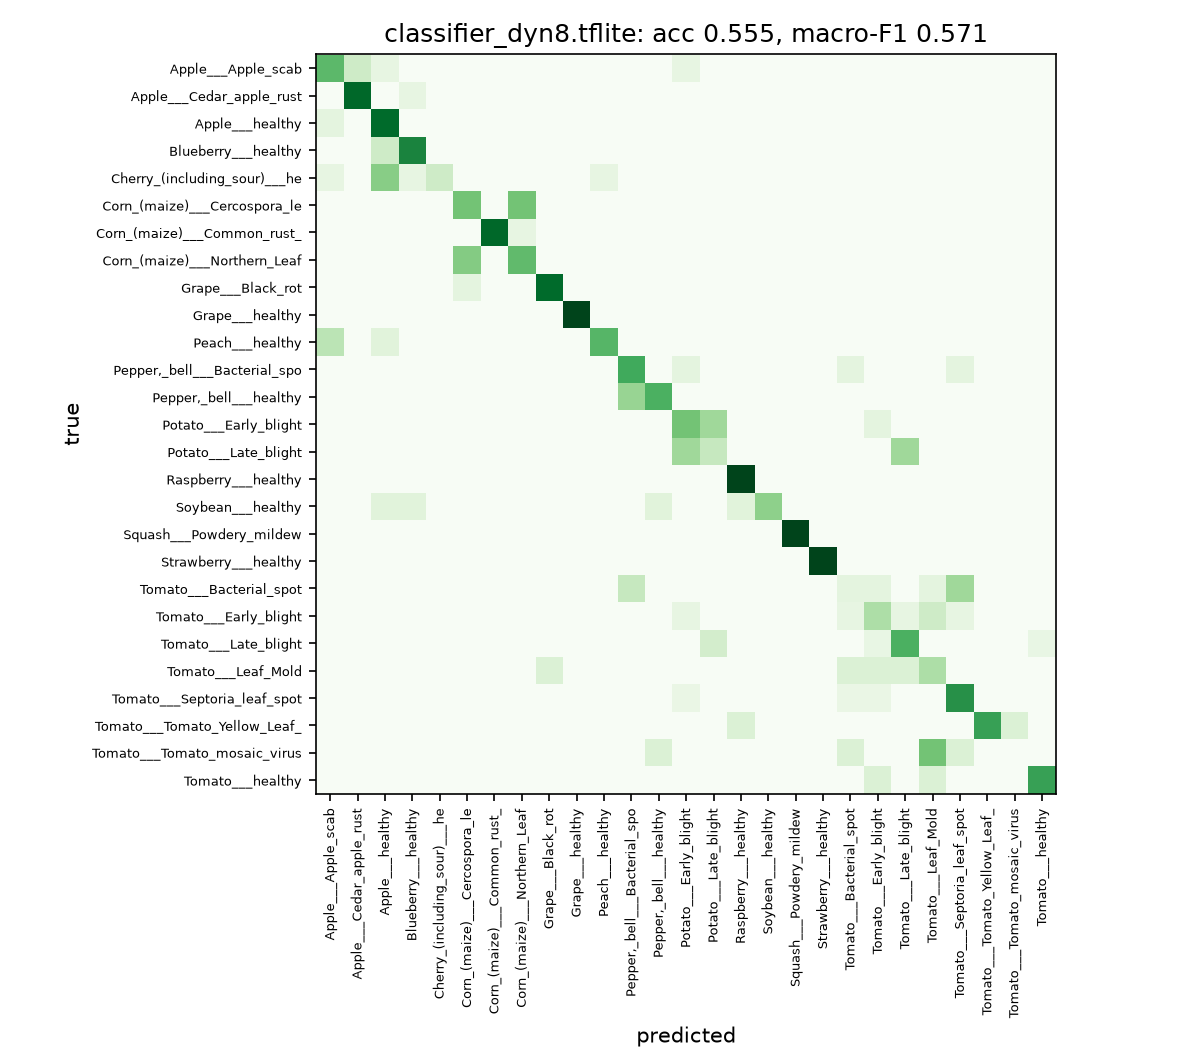 classifier_dyn8.tflite: acc 0.555, macro-F1 0.571
Apple___Apple_scab
Apple___Cedar_apple_rust
Apple___healthy
Blueberry___healthy
Cherry_(including_sour)___he
Corn_(maize)___Cercospora_le
Corn_(maize)___Common_rust_
Corn_(maize)___Northern_Leaf
Grape___Black_rot
Grape___healthy
Peach___healthy
Pepper,_bell___Bacterial_spo
Pepper,_bell___healthy
Potato___Early_blight
Potato___Late_blight
Raspberry___healthy
Soybean___healthy
Squash___Powdery_mildew
Strawberry___healthy
Tomato___Bacterial_spot
Tomato___Early_blight
Tomato___Late_blight
Tomato___Leaf_Mold
Tomato___Septoria_leaf_spot
Tomato___Tomato_Yellow_Leaf_
Tomato___Tomato_mosaic_virus
Tomato___healthy
true
Apple___Apple_scab
Apple___Cedar_apple_rust
Apple___healthy
Blueberry___healthy
Cherry_(including_sour)___he
Corn_(maize)___Cercospora_le
Corn_(maize)___Common_rust_
Corn_(maize)___Northern_Leaf
Grape___Black_rot
Grape___healthy
Peach___healthy
Pepper,_bell___Bacterial_spo
Pepper,_bell___healthy
Potato___Early_blight
Potato___Late_blight
Raspberry___healthy
Soybean___healthy
Squash___Powdery_mildew
Strawberry___healthy
Tomato___Bacterial_spot
Tomato___Early_blight
Tomato___Late_blight
Tomato___Leaf_Mold
Tomato___Septoria_leaf_spot
Tomato___Tomato_Yellow_Leaf_
Tomato___Tomato_mosaic_virus
Tomato___healthy
predicted